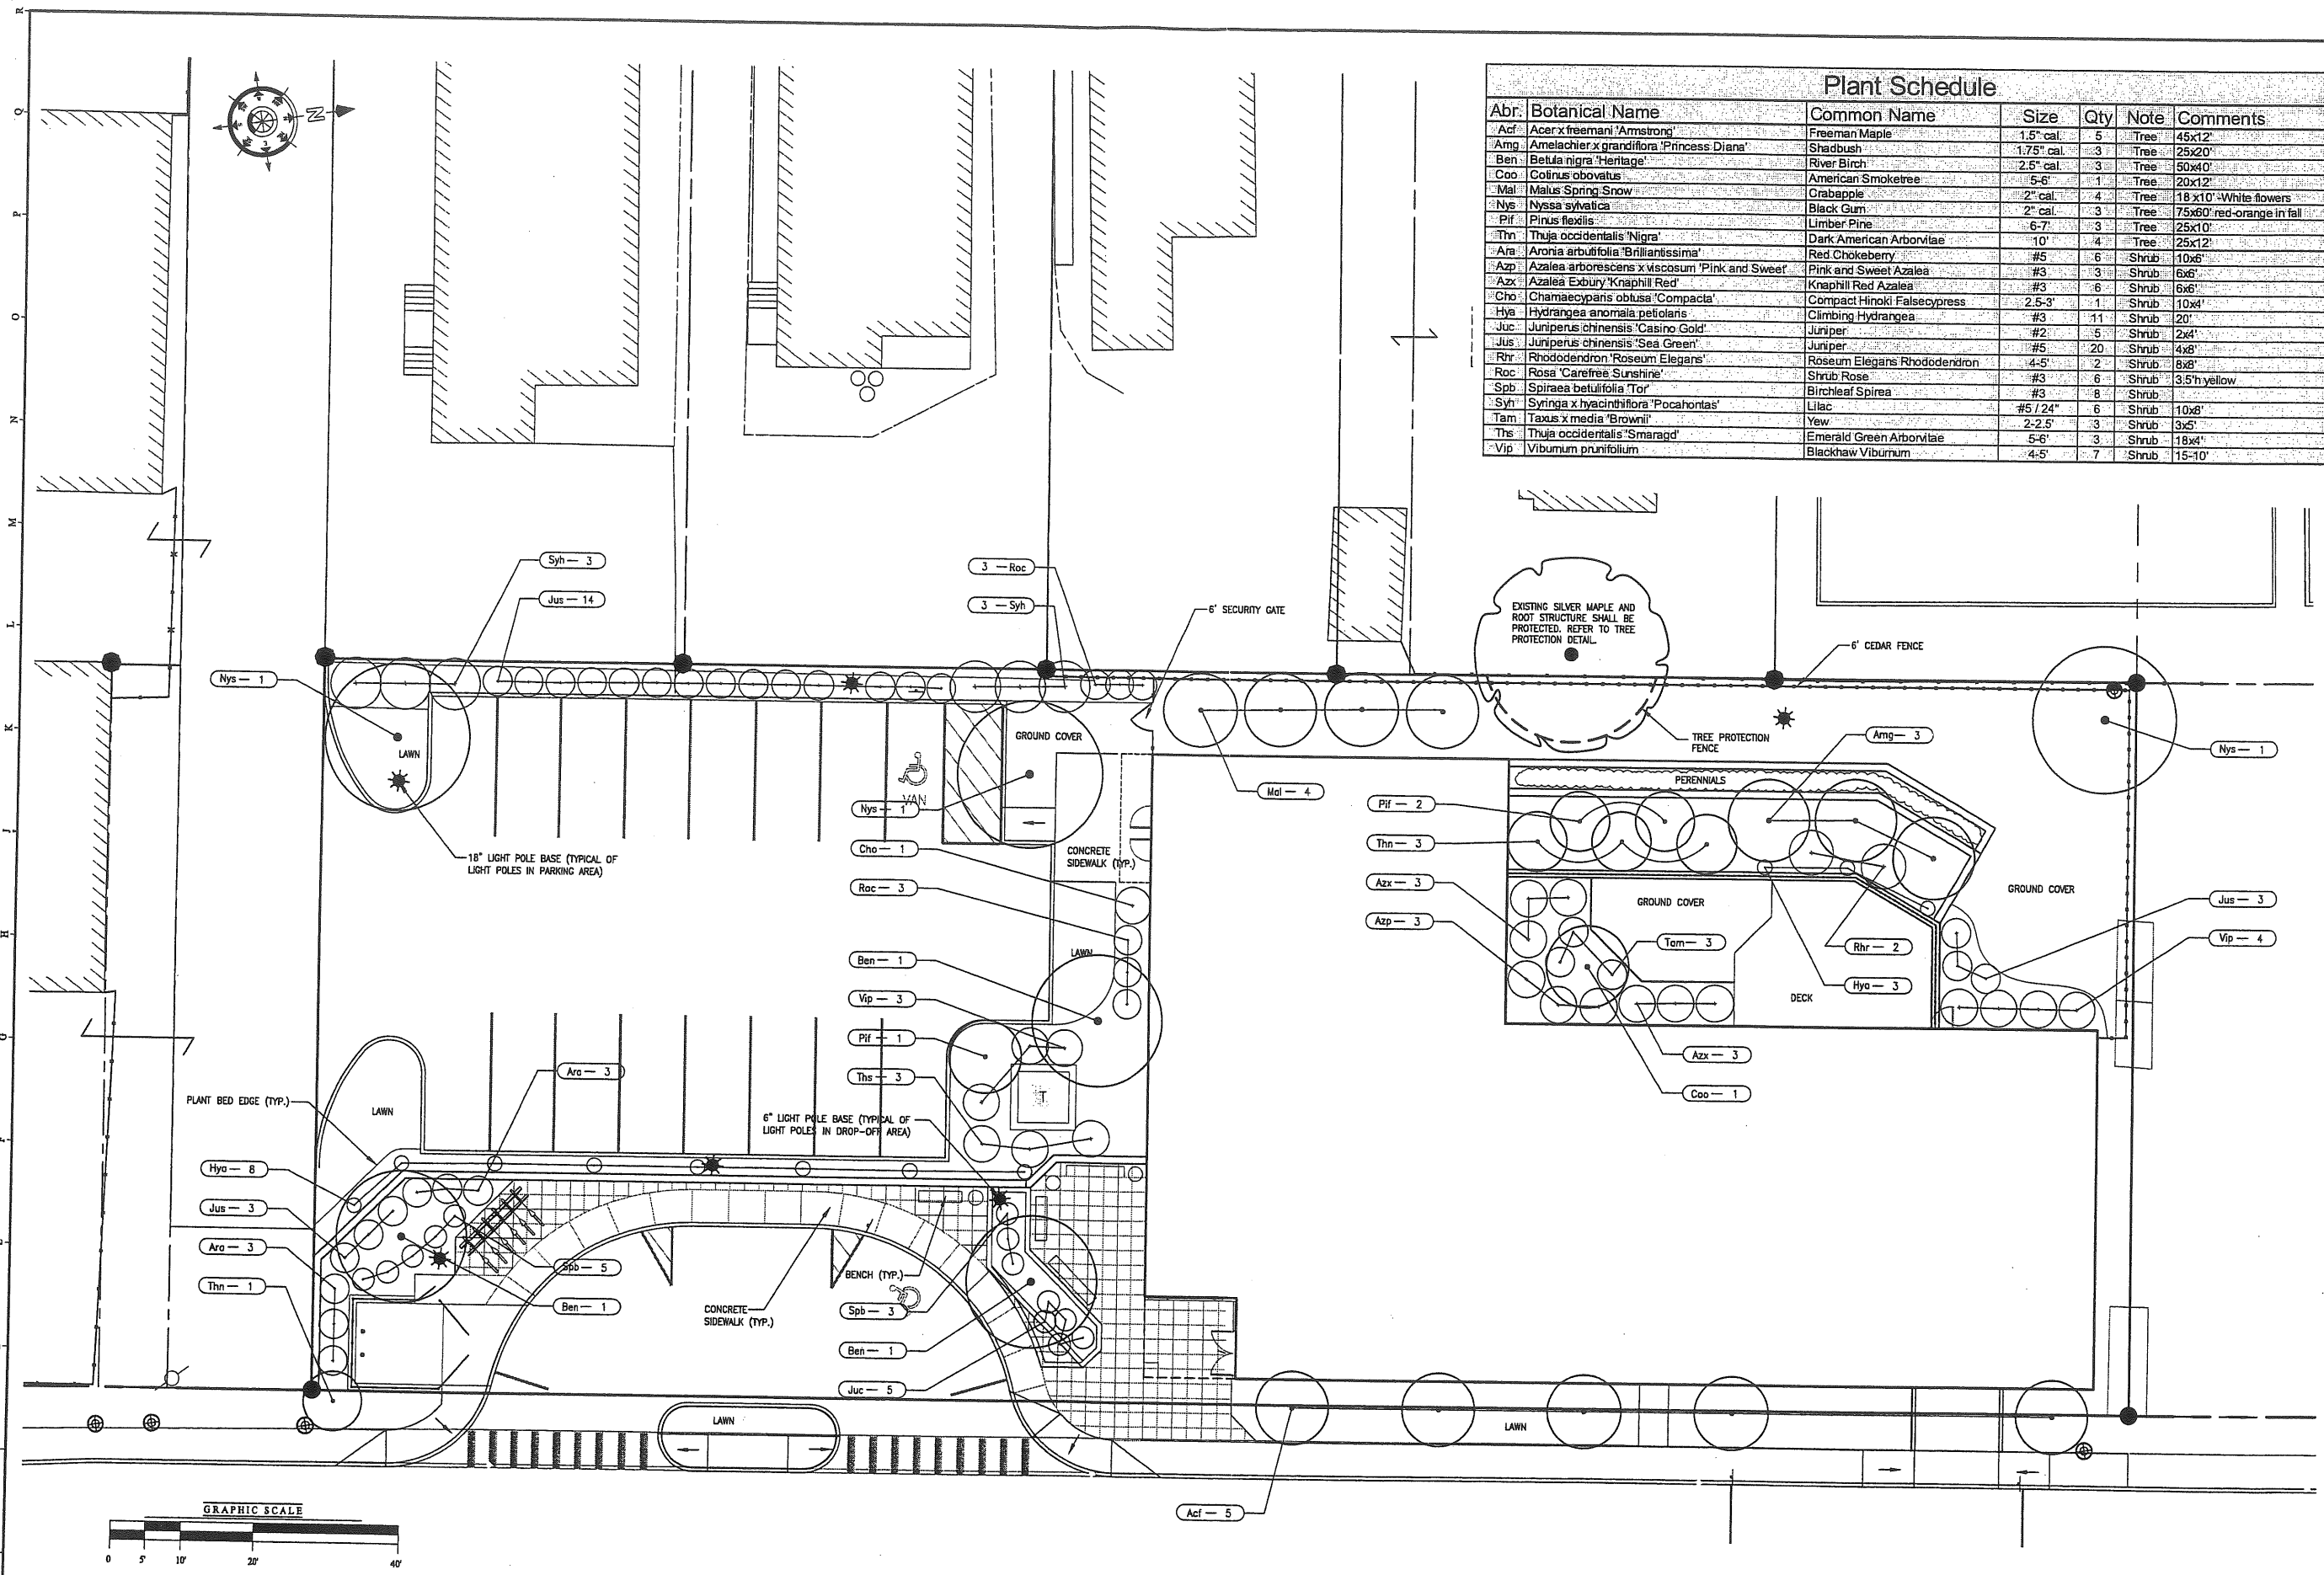 R
Q
P
O
N
M
L
K
J
H
G
F
N
Plant Schedule
Abr. Botanical Name Common Name Size Qty Note Comments
Acf Acer x freemani 'Armstrong' Freeman Maple 1.5" cal. 5 Tree 45x12'
Amg Amelachier x grandiflora 'Princess Diana' Shadbush 1.75" cal. 3 Tree 25x20'
Ben Betula nigra 'Heritage' River Birch 2.5" cal. 3 Tree 50x40'
Coo Cotinus obovatus American Smoketree 5-6' 1 Tree 20x12'
Mal Malus Spring Snow Crabapple 2" cal. 4 Tree 18 x10' -White flowers
Nys Nyssa sylvatica Black Gum 2" cal. 3 Tree 75x60' red-orange in fall
Pif Pinus flexilis Limber Pine 6-7' 3 Tree 25x10'
Thn Thuja occidentalis 'Nigra' Dark American Arborvitae 10' 4 Tree 25x12'
Ara Aronia arbutifolia 'Brilliantissima' Red Chokeberry #5 6 Shrub 10x6'
Azp Azalea arborescens x viscosum 'Pink and Sweet' Pink and Sweet Azalea #3 3 Shrub 6x6'
Azx Azalea Exbury 'Knaphill Red' Knaphill Red Azalea #3 6 Shrub 6x6'
Cho Chamaecyparis obtusa 'Compacta' Compact Hinoki Falsecypress 2.5-3' 1 Shrub 10x4'
Hya Hydrangea anomala petiolaris Climbing Hydrangea #3 11 Shrub 20'
Juc Juniperus chinensis 'Casino Gold' Juniper #2 5 Shrub 2x4'
Jus Juniperus chinensis 'Sea Green' Juniper #5 20 Shrub 4x8'
Rhr Rhododendron 'Roseum Elegans' Roseum Elegans Rhododendron 4-5' 2 Shrub 8x8'
Roc Rosa 'Carefree Sunshine' Shrub Rose #3 6 Shrub 3.5'h yellow
Spb Spiraea betulifolia 'Tor' Birchleaf Spirea #3 8 Shrub
Syh Syringa x hyacinthiflora 'Pocahontas' Lilac #5 / 24" 6 Shrub 10x8'
Tam Taxus x media 'Brownii' Yew 2-2.5' 3 Shrub 3x5'
Ths Thuja occidentalis 'Smaragd' Emerald Green Arborvitae 5-6' 3 Shrub 18x4'
Vip Viburnum prunifolium Blackhaw Viburnum 4-5' 7 Shrub 15-10'
Syh — 3
Jus — 14
3 — Roc
3 — Syh
6' SECURITY GATE
EXISTING SILVER MAPLE AND
ROOT STRUCTURE SHALL BE
PROTECTED. REFER TO TREE
PROTECTION DETAIL.
6' CEDAR FENCE
Nys — 1
LAWN
GROUND COVER
TREE PROTECTION
FENCE
Amg — 3
Nys — 1
VAN
Nys — 1
Mal — 4
PERENNIALS
Pif — 2
Thn — 3
Cho — 1
CONCRETE
SIDEWALK (TYP.)
18" LIGHT POLE BASE (TYPICAL OF
LIGHT POLES IN PARKING AREA)
Roc — 3
Azx — 3
Azp — 3
GROUND COVER
GROUND COVER
Jus — 3
Vip — 4
Tam — 3
Rhr — 2
LAWN
Ben — 1
Vip — 3
Hya — 3
DECK
Pif — 1
Azx — 3
Ths — 3
Coo — 1
T
Ara — 3
PLANT BED EDGE (TYP.)
LAWN
6" LIGHT POLE BASE (TYPICAL OF
LIGHT POLES IN DROP-OFF AREA)
Hya — 8
Jus — 3
Ara — 3
Thn — 1
Spb — 5
Ben — 1
BENCH (TYP.)
CONCRETE
SIDEWALK (TYP.)
Spb — 3
Ben — 1
Juc — 5
LAWN
LAWN
Acf — 5
GRAPHIC SCALE
0 5' 10' 20' 40'